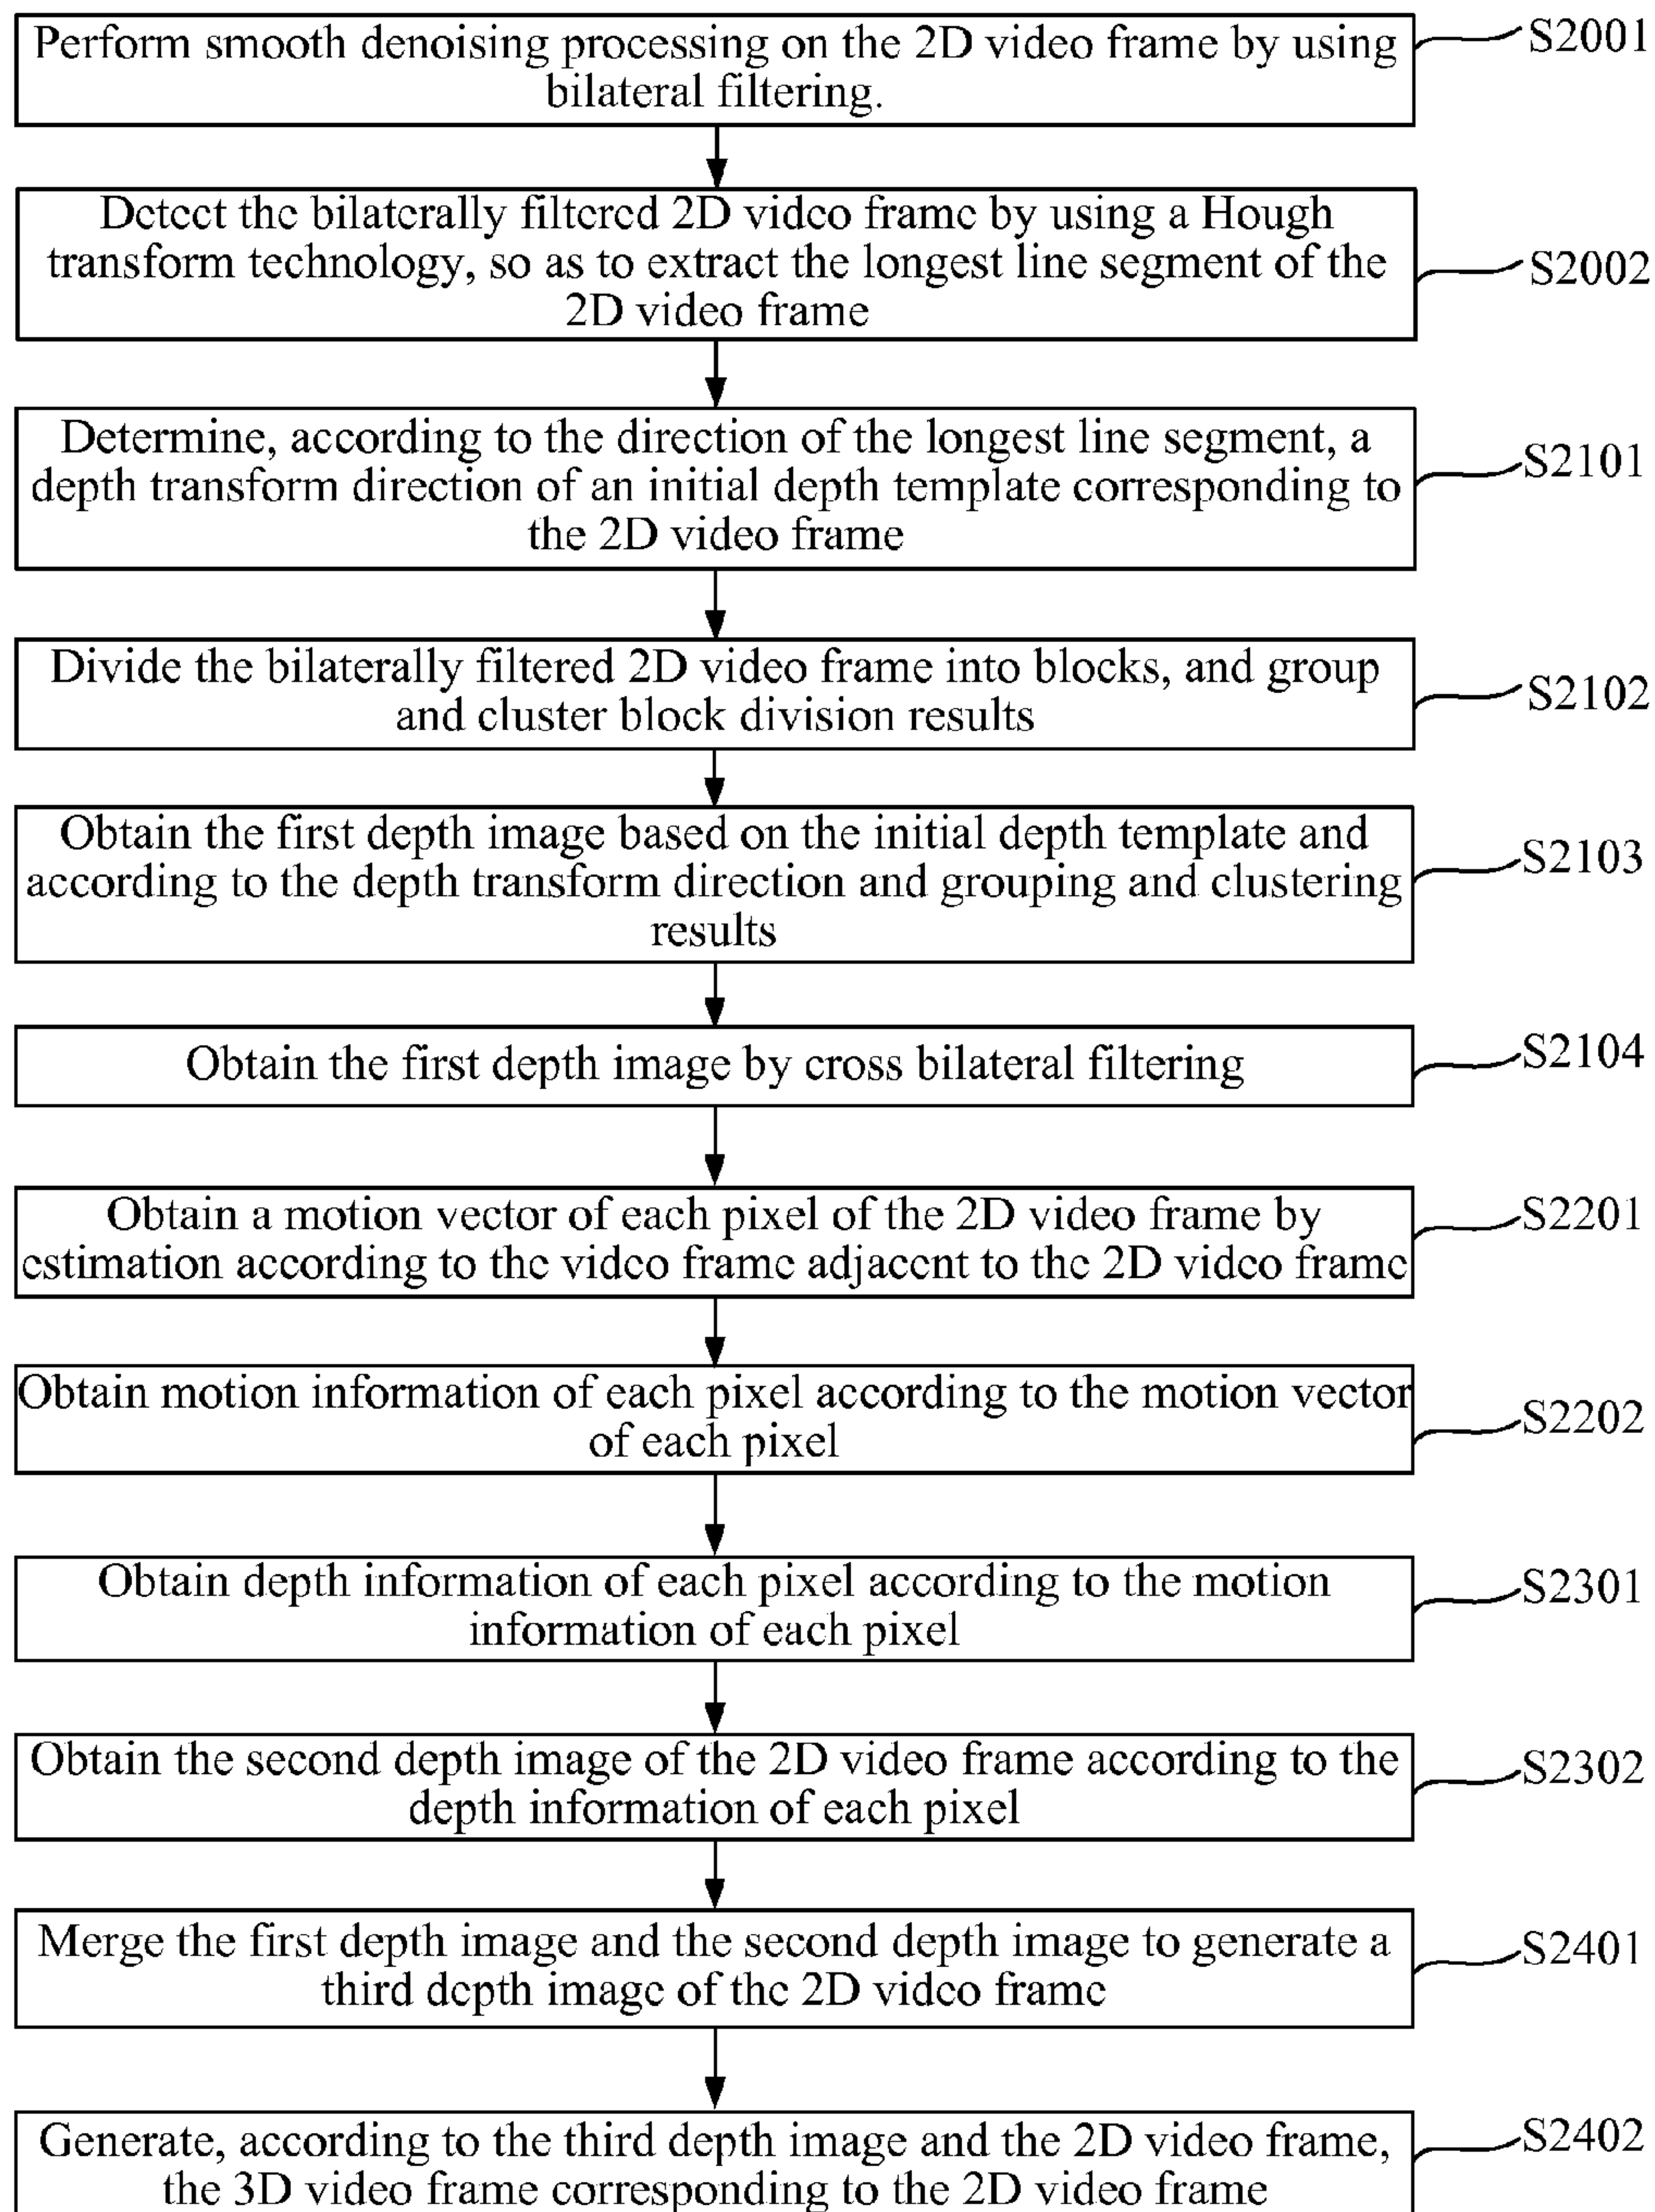 Perform smooth denoising processing on the 2D video frame by using
bilateral filtering.
S2001
Detect the bilaterally filtered 2D video frame by using a Hough
transform technology, so as to extract the longest line segment of the
2D video frame
S2002
Determine, according to the direction of the longest line segment, a
depth transform direction of an initial depth template corresponding to
the 2D video frame
S2101
Divide the bilaterally filtered 2D video frame into blocks, and group
and cluster block division results
S2102
Obtain the first depth image based on the initial depth template and
according to the depth transform direction and grouping and clustering
results
S2103
Obtain the first depth image by cross bilateral filtering
S2104
Obtain a motion vector of each pixel of the 2D video frame by
estimation according to the video frame adjacent to the 2D video frame
S2201
Obtain motion information of each pixel according to the motion vector
of each pixel
S2202
Obtain depth information of each pixel according to the motion
information of each pixel
S2301
Obtain the second depth image of the 2D video frame according to the
depth information of each pixel
S2302
Merge the first depth image and the second depth image to generate a
third depth image of the 2D video frame
S2401
Generate, according to the third depth image and the 2D video frame,
the 3D video frame corresponding to the 2D video frame
S2402